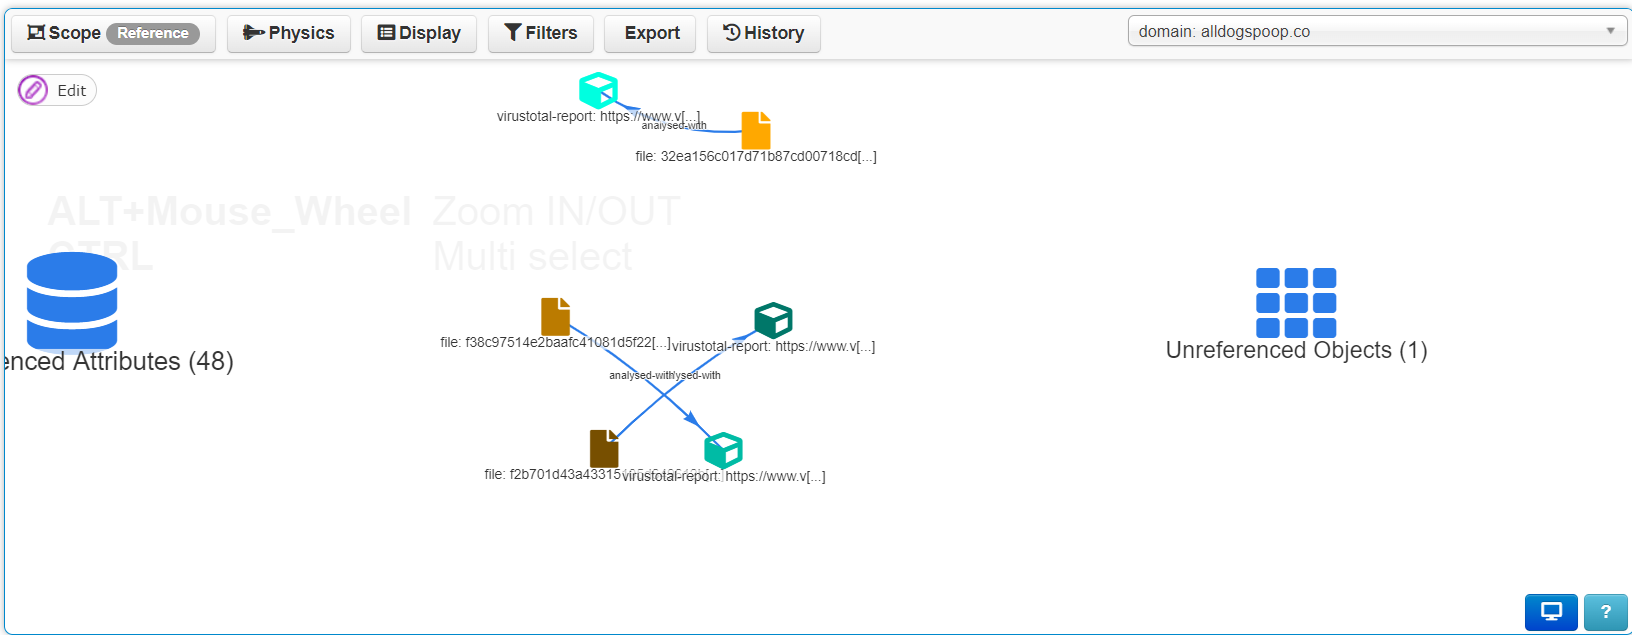 Scope Reference Physics Display Filters Export History domain: alldogspoop.co
Edit
virustotal-report: https://www.v[...]
analysed-with
file: 32ea156c017d71b87cd00718cd[...]
ALT+Mouse_Wheel Zoom IN/OUT
CTRL Multi select
file: f38c97514e2baafc41081d5f22[...]
virustotal-report: https://www.v[...]
enced Attributes (48)
Unreferenced Objects (1)
analysed-with
lysed-with
file: f2b701d43a43315
virustotal-report: https://www.v[...]
?